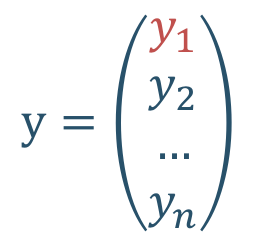 y₁
y₂
y =
...
yₙ